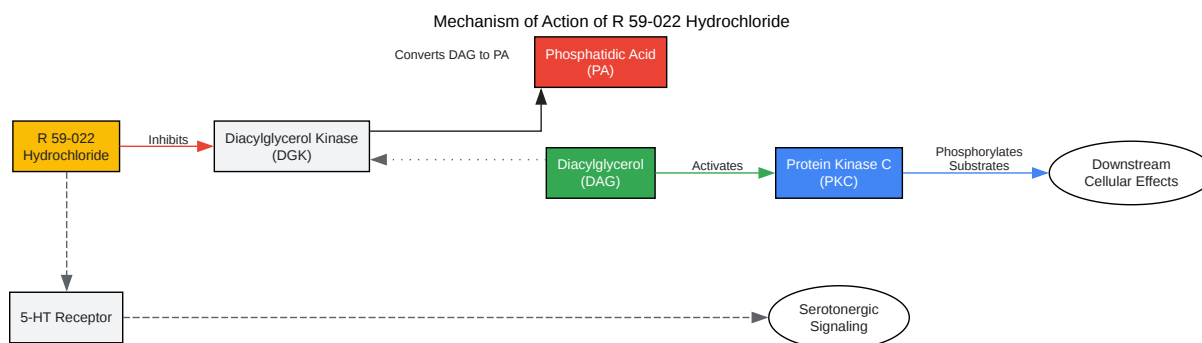 Mechanism of Action of R 59-022 Hydrochloride
Converts DAG to PA
Phosphatidic Acid
(PA)
R 59-022
Hydrochloride
Inhibits
Diacylglycerol Kinase
(DGK)
Diacylglycerol
(DAG)
Activates
Protein Kinase C
(PKC)
Phosphorylates
Substrates
Downstream
Cellular Effects
5-HT Receptor
Serotonergic
Signaling